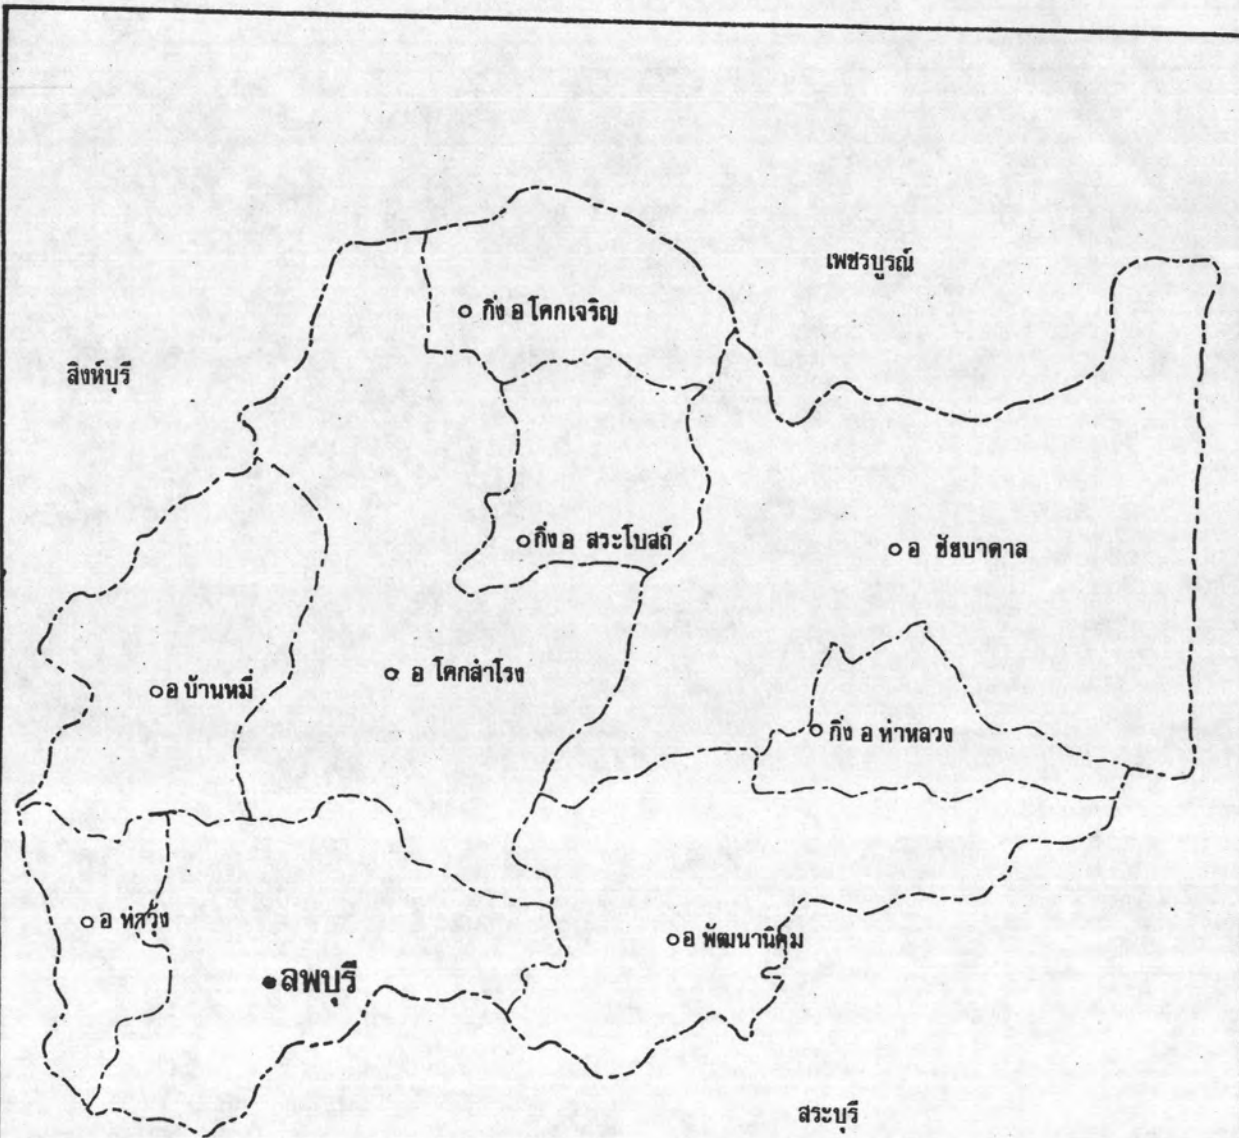 เพชรบูรณ์
กิ่ง อ โคกเจริญ
สิงห์บุรี
กิ่ง อ สระโบสถ์
อ ชัยบาดาล
อ โคกสำโรง
อ บ้านหมี่
กิ่ง อ ท่าหลวง
อ ท่าวุ้ง
อ พัฒนานิคม
ลพบุรี
สระบุรี